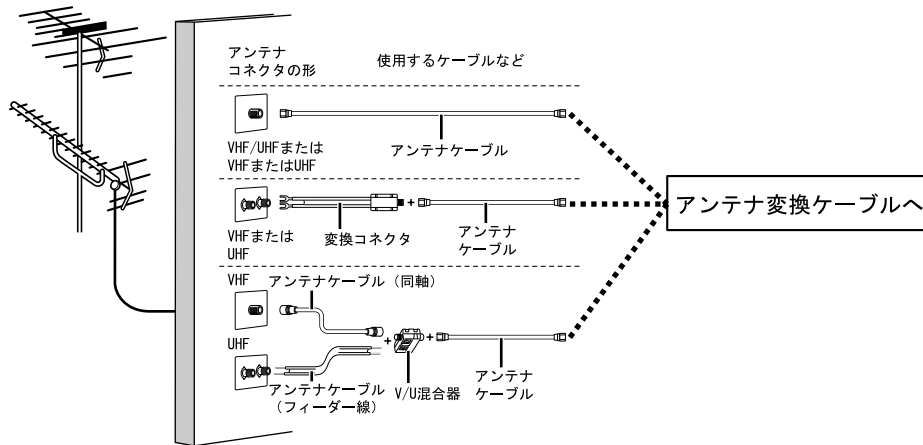 アンテナ
コネクタの形
使用するケーブルなど
VHF/UHFまたは
VHFまたはUHF
アンテナケーブル
VHFまたは
UHF
変換コネクタ
+
アンテナ
ケーブル
アンテナ変換ケーブルへ
VHF
アンテナケーブル（同軸）
UHF
+
+
アンテナケーブル
（フィーダー線）
V/U混合器
アンテナ
ケーブル